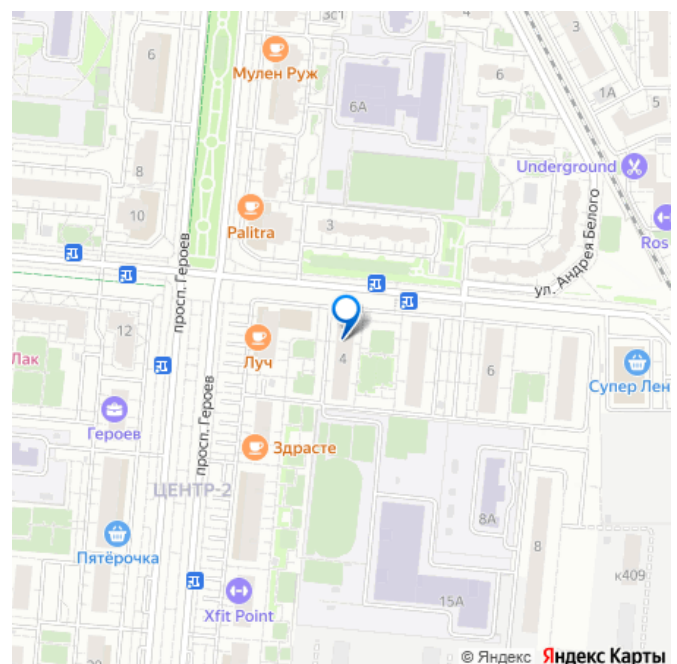 3с1
6
3
Мулен Руж
6
1А
5
6А
8
Underground
10
Palitra
3
Ros
ул. Андрея Белого
просп. Героев
12
Лак
Луч
4
6
Супер Лен
Героев
просп. Героев
Здрасте
ЦЕНТР-2
8А
Пятёрочка
8
к409
15А
Xfit Point
20
© Яндекс Яндекс Карты